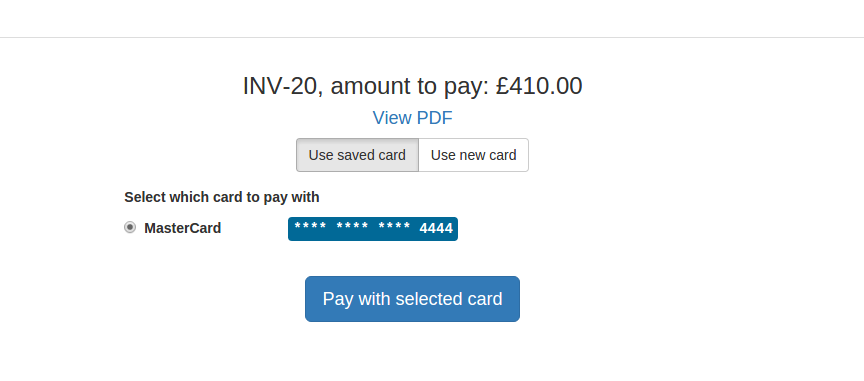 INV-20, amount to pay: £410.00
View PDF
Use saved card Use new card
Select which card to pay with
MasterCard **** **** **** 4444
Pay with selected card